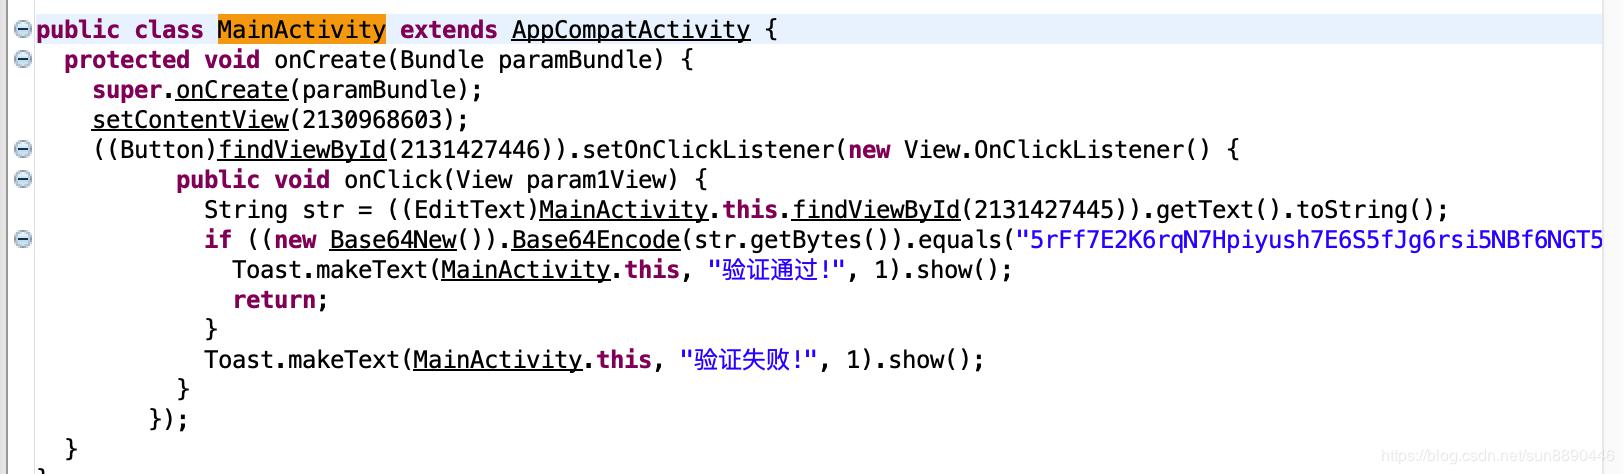 public class MainActivity extends AppCompatActivity {
protected void onCreate(Bundle paramBundle) {
super.onCreate(paramBundle);
setContentView(2130968603);
((Button)findViewById(2131427446)).setOnClickListener(new View.OnClickListener() {
public void onClick(View param1View) {
String str = ((EditText)MainActivity.this.findViewById(2131427445)).getText().toString();
if ((new Base64New()).Base64Encode(str.getBytes()).equals("5rFf7E2K6rqN7Hpiyush7E6S5fJg6rsi5NBf6NGT5
Toast.makeText(MainActivity.this, "验证通过!", 1).show();
return;
}
Toast.makeText(MainActivity.this, "验证失败!", 1).show();
}
});
}
https://blog.csdn.net/sun8890446